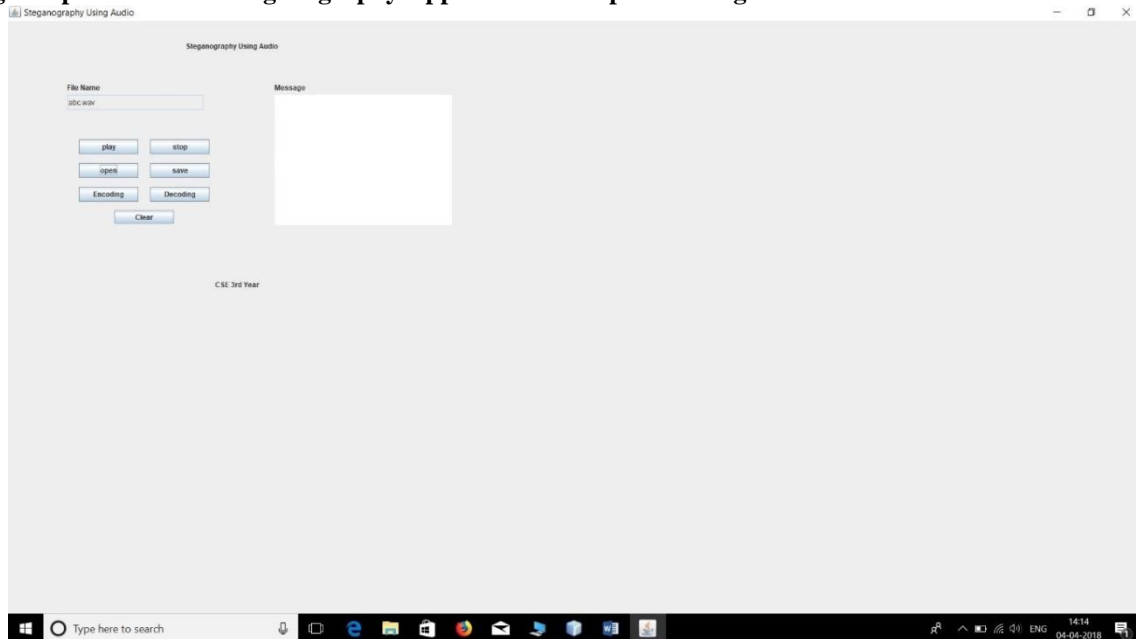 Steganography Using Audio
Steganography Using Audio
File Name
Message
abc.wav
play
stop
open
save
Encoding
Decoding
Clear
CSE 3rd Year
Type here to search
ENG
14:14
04-04-2018